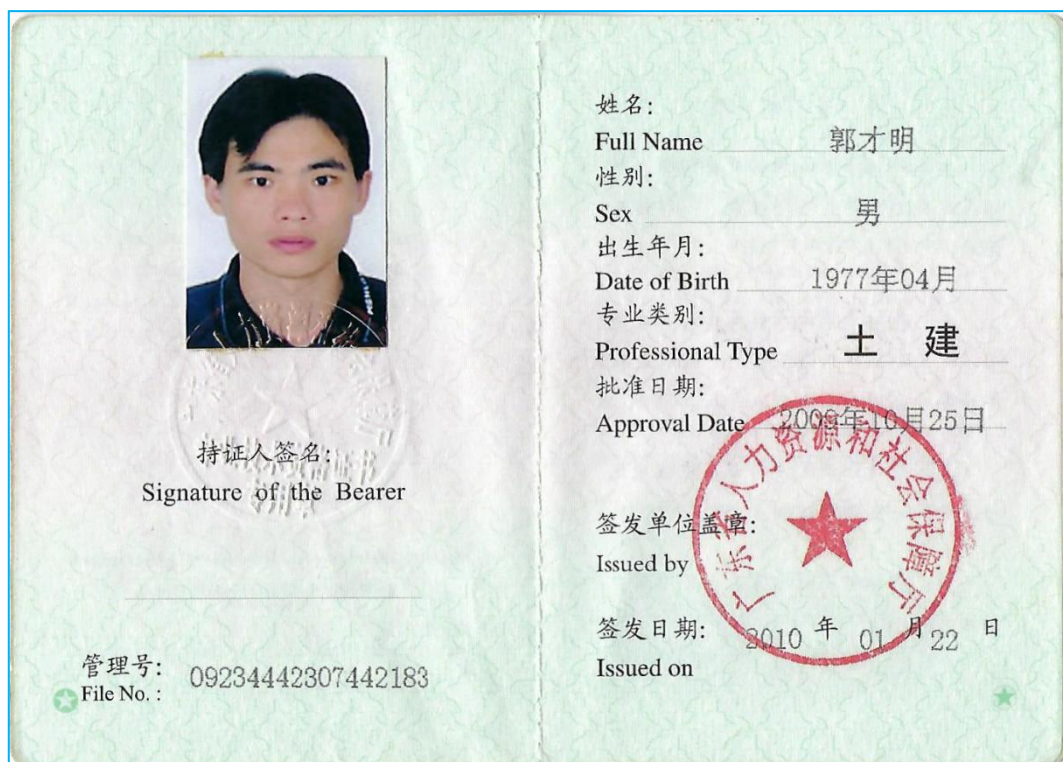 持证人签名:
Signature of the Bearer
管理号:
File No. :
09234442307442183
姓名:
Full Name 郭才明
性别:
Sex 男
出生年月:
Date of Birth 1977年04月
专业类别:
Professional Type 土 建
批准日期:
Approval Date 2009年10月25日
签发单位盖章:
Issued by
广东省人力资源和社会保障厅
签发日期: 2010 年 01 月 22 日
Issued on